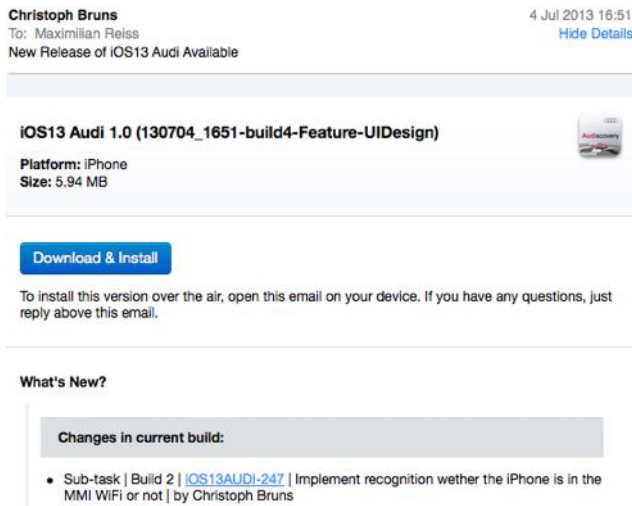 Christoph Bruns
4 Jul 2013 16:51
To: Maximilian Reiss
Hide Details
New Release of iOS13 Audi Available
iOS13 Audi 1.0 (130704_1651-build4-Feature-UIDesign)
Audiscovery
Platform: iPhone
Size: 5.94 MB
Download & Install
To install this version over the air, open this email on your device. If you have any questions, just
reply above this email.
What's New?
Changes in current build:
• Sub-task | Build 2 | IOS13AUDI-247 | Implement recognition wether the iPhone is in the
MMI WiFi or not | by Christoph Bruns